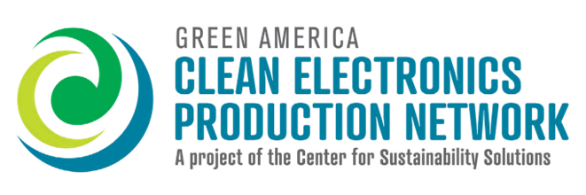 GREEN AMERICA
CLEAN ELECTRONICS
PRODUCTION NETWORK
A project of the Center for Sustainability Solutions